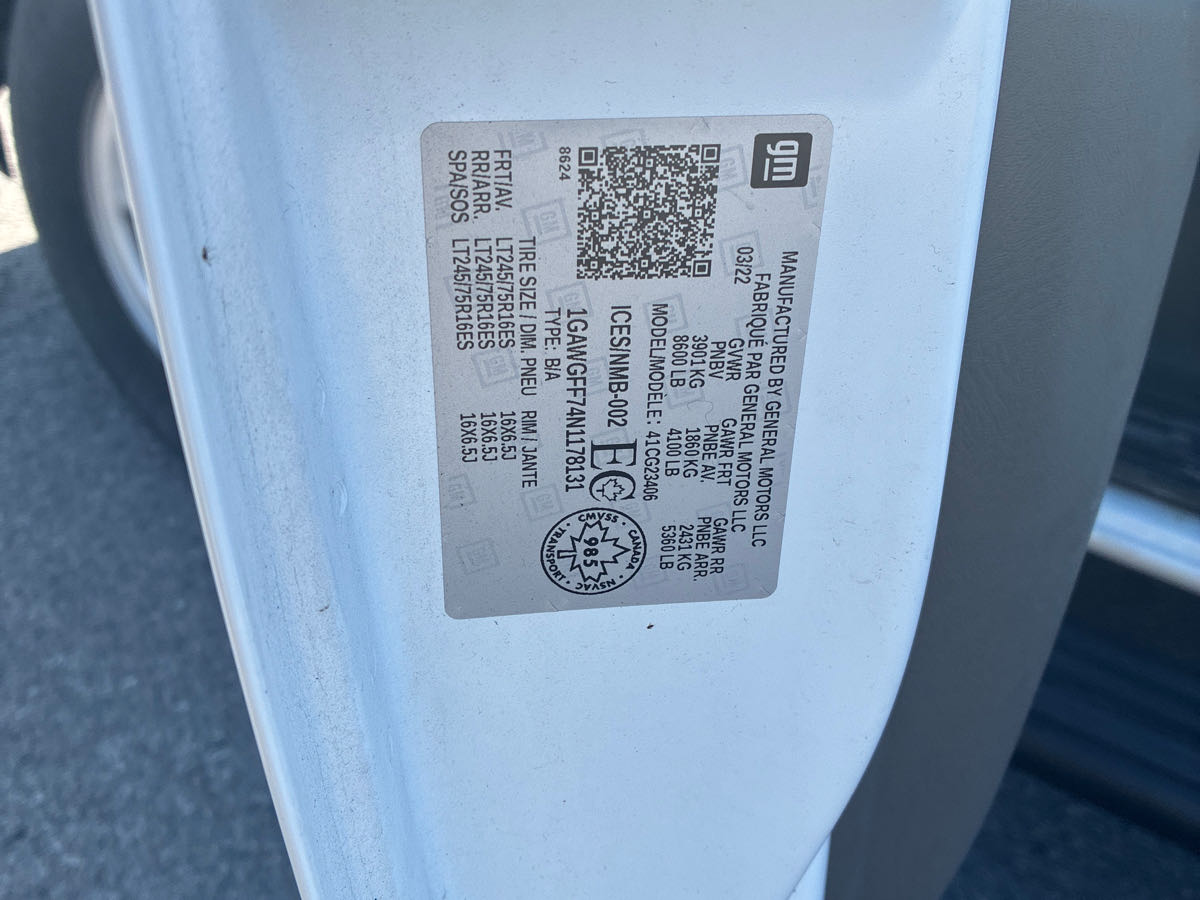 gm
MANUFACTURED BY GENERAL MOTORS LLC
FABRIQUÉ PAR GENERAL MOTORS LLC
03/22
GVWR GAWR FRT GAWR RR
PNBV PNBE AV. PNBE ARR.
3901 KG 1860 KG 2431 KG
8600 LB 4100 LB 5360 LB
MODEL/MODELE: 41CG23406
ICES/NMB-002 EC
CANADA
CMVSS · NSVAC
985
TRANSPORT
1GAWGFF74N1178131
8624
TYPE: B/A
TIRE SIZE / DIM. PNEU RIM / JANTE
FRT/AV. LT245/75R16ES 16X6.5J
RR/ARR. LT245/75R16ES 16X6.5J
SPA/SOS LT245/75R16ES 16X6.5J